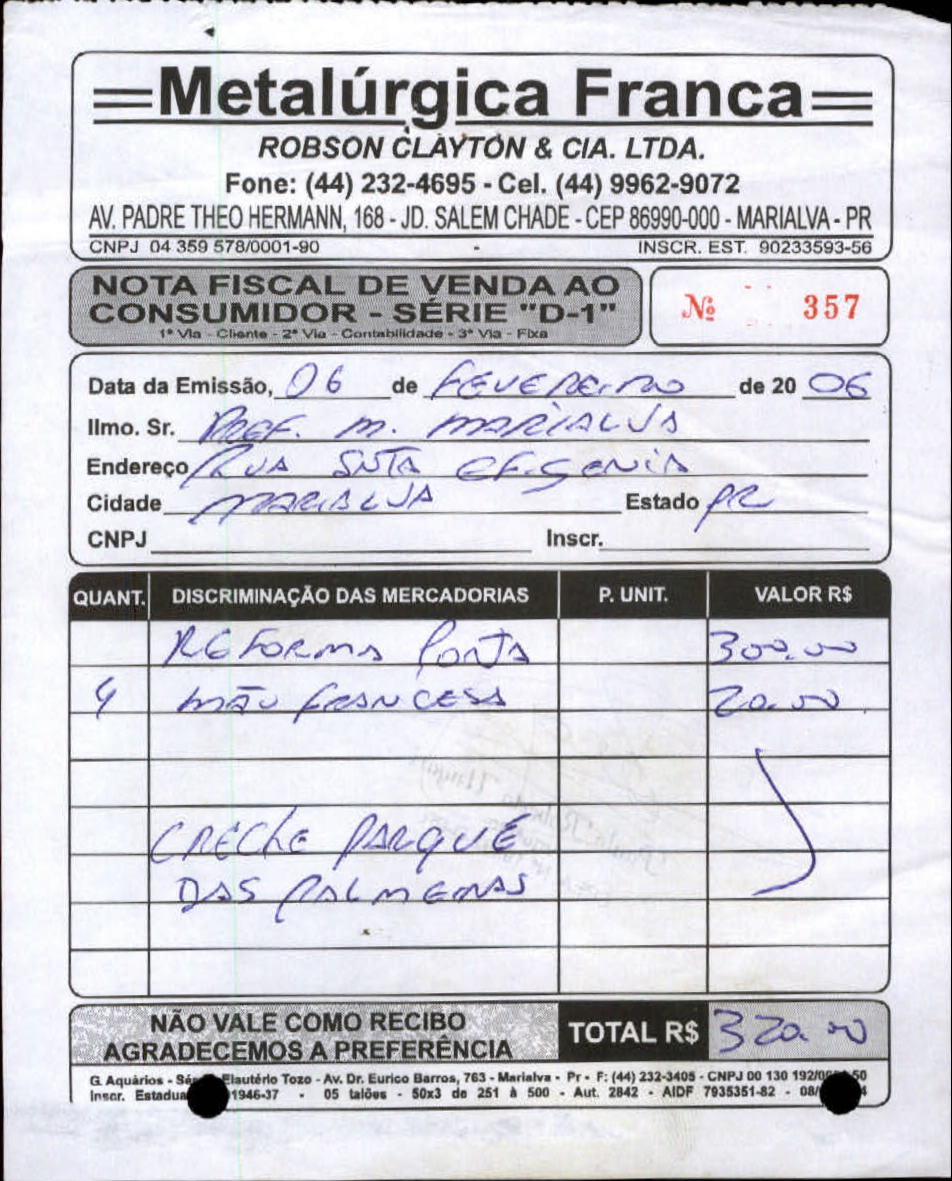 Metalúrgica Franca
ROBSON CLAYTON & CIA. LTDA.
Fone: (44) 232-4695 - Cel. (44) 9962-9072
AV. PADRE THEO HERMANN, 168 - JD. SALEM CHADE - CEP 86990-000 - MARIALVA - PR
CNPJ 04 359 578/0001-90 INSCR. EST. 90233593-56
NOTA FISCAL DE VENDA AO
CONSUMIDOR - SÉRIE "D-1"
1ª Via - Cliente - 2ª Via - Contabilidade - 3ª Via - Fixa
Nº 357
Data da Emissão, 06 de FEVEREIRO de 20 06
Ilmo. Sr. PREF. M. MARIALVA
Endereço RUA SNTA EFIGENIA
Cidade MARIALVA Estado PR
CNPJ Inscr.
QUANT. DISCRIMINAÇÃO DAS MERCADORIAS P. UNIT. VALOR R$
REFORMA PORTA 300.00
4 MÃO FRANCESA 20.00
CRECHE PARQUE
DAS PALMEIRAS
NÃO VALE COMO RECIBO
AGRADECEMOS A PREFERÊNCIA
TOTAL R$ 320.00
G. Aquários - Elautério Tozo - Av. Dr. Eurico Barros, 763 - Marialva - Pr - F: (44) 232-3405 - CNPJ 00 130 192/ 50
Inscr. 1946-37 - 05 talões - 50x3 de 251 à 500 - Aut. 2842 - AIDF 7935351-82 - 08/